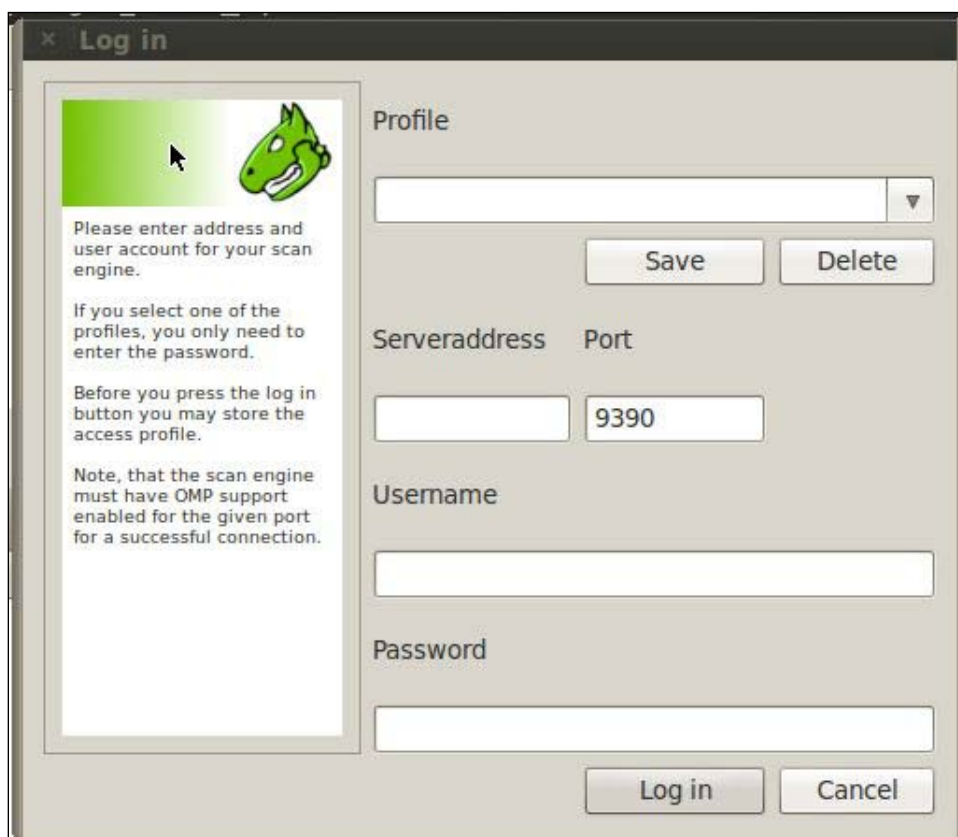 Log in
Please enter address and
user account for your scan
engine.
If you select one of the
profiles, you only need to
enter the password.
Before you press the log in
button you may store the
access profile.
Note, that the scan engine
must have OMP support
enabled for the given port
for a successful connection.
Profile
Save Delete
Serveraddress Port
9390
Username
Password
Log in Cancel